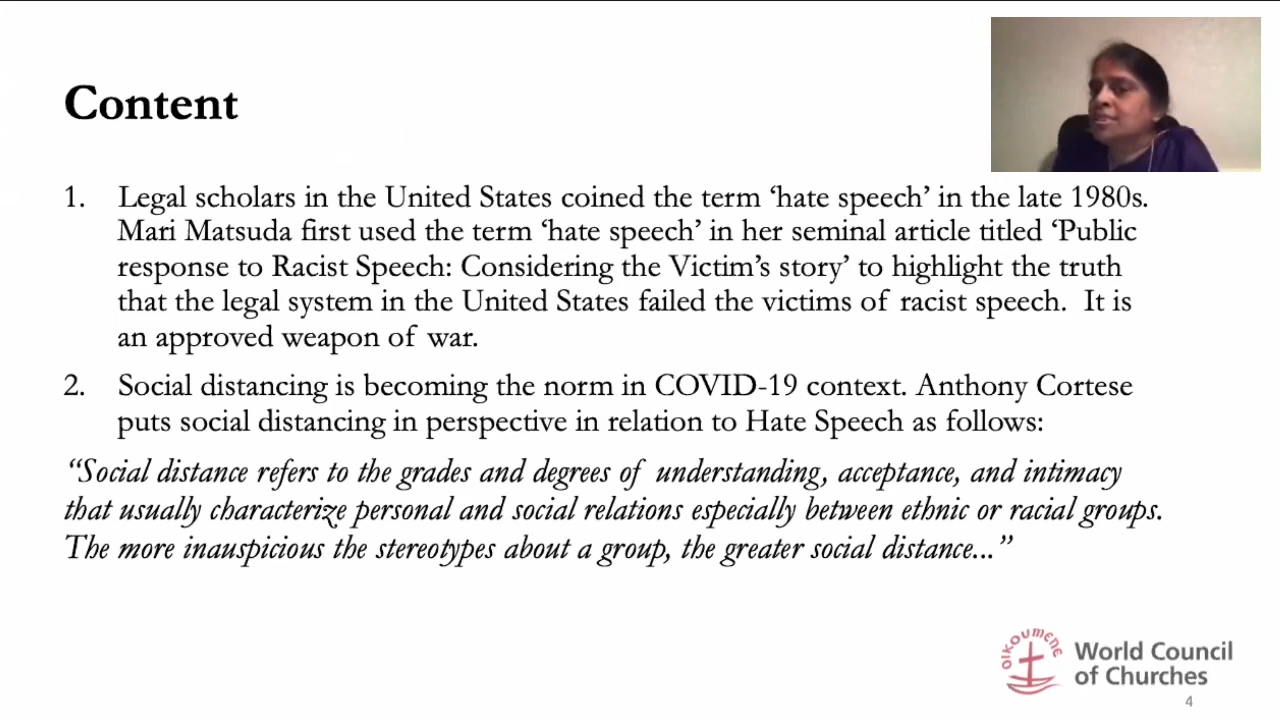 Content
1. Legal scholars in the United States coined the term ‘hate speech’ in the late 1980s.
Mari Matsuda first used the term ‘hate speech’ in her seminal article titled ‘Public
response to Racist Speech: Considering the Victim’s story’ to highlight the truth
that the legal system in the United States failed the victims of racist speech.  It is
an approved weapon of war.
2. Social distancing is becoming the norm in COVID-19 context. Anthony Cortese
puts social distancing in perspective in relation to Hate Speech as follows:
“Social distance refers to the grades and degrees of understanding, acceptance, and intimacy
that usually characterize personal and social relations especially between ethnic or racial groups.
The more inauspicious the stereotypes about a group, the greater social distance...”
OIKOUMENE
World Council
of Churches
4